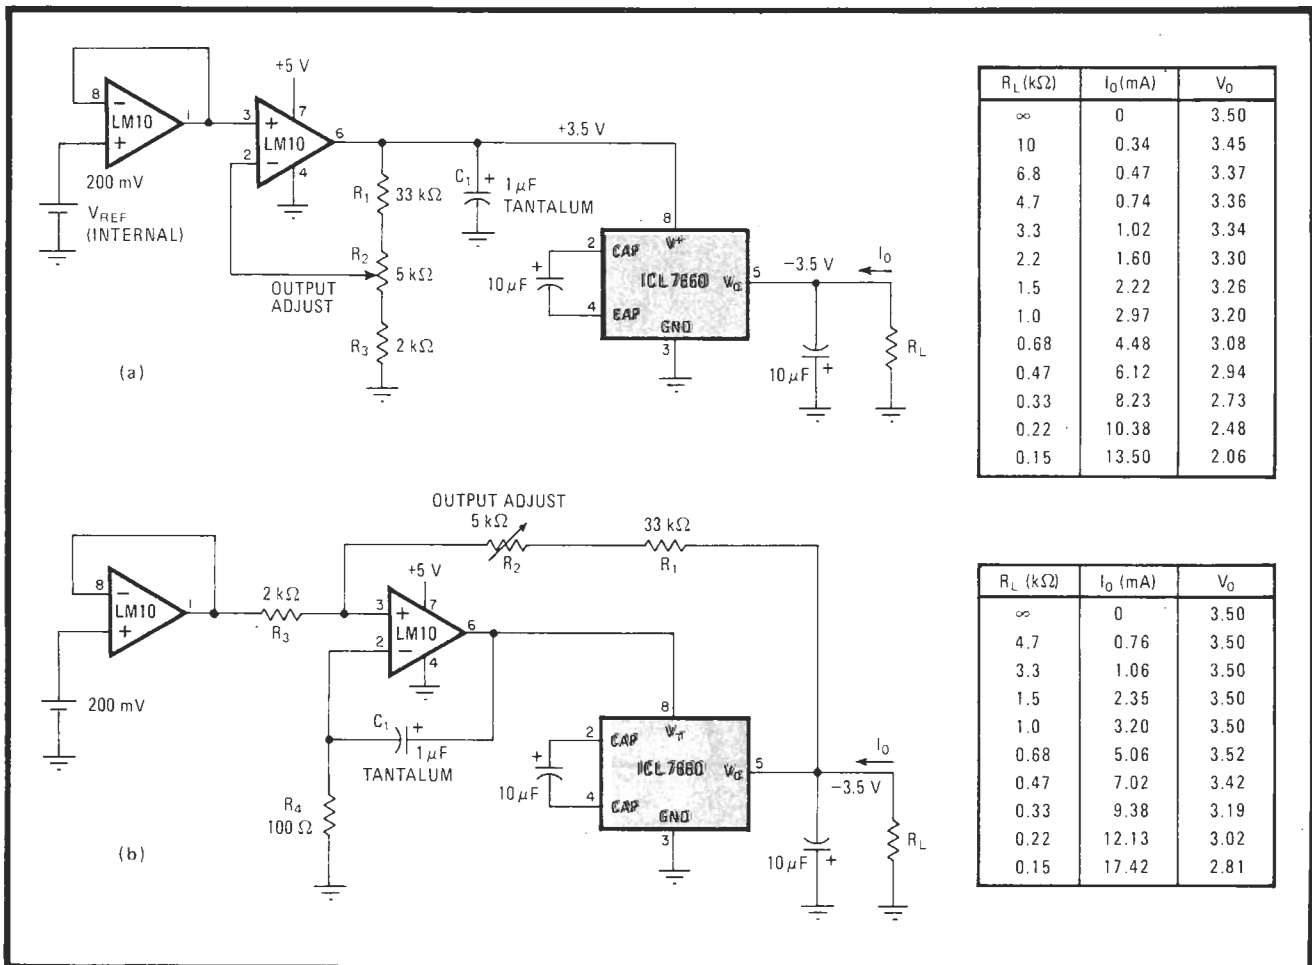 +5 V
8
−
LM10
+
1
200 mV
V_REF
(INTERNAL)
3
+
LM10
2
−
7
6
4
+3.5 V
R₁
33 kΩ
R₂
5 kΩ
OUTPUT
ADJUST
R₃
2 kΩ
C₁
+
1 μF
TANTALUM
8
2
CAP
V⁺
+
10 μF
ICL7660
V₀
5
−3.5 V
I₀
4
CAP
GND
3
10 μF
+
R_L
(a)
R_L (kΩ) I₀ (mA) V₀
∞ 0 3.50
10 0.34 3.45
6.8 0.47 3.37
4.7 0.74 3.36
3.3 1.02 3.34
2.2 1.60 3.30
1.5 2.22 3.26
1.0 2.97 3.20
0.68 4.48 3.08
0.47 6.12 2.94
0.33 8.23 2.73
0.22 10.38 2.48
0.15 13.50 2.06
OUTPUT ADJUST
5 kΩ
R₂
33 kΩ
R₁
8
−
LM10
+
1
200 mV
2 kΩ
R₃
+5 V
3
+
LM10
2
−
7
6
4
C₁
+
1 μF
TANTALUM
R₄
100 Ω
8
2
CAP
V⁺
+
10 μF
ICL7660
V₀
5
I₀
−3.5 V
4
CAP
GND
3
10 μF
+
R_L
(b)
R_L (kΩ) I₀ (mA) V₀
∞ 0 3.50
4.7 0.76 3.50
3.3 1.06 3.50
1.5 2.35 3.50
1.0 3.20 3.50
0.68 5.06 3.52
0.47 7.02 3.42
0.33 9.38 3.19
0.22 12.13 3.02
0.15 17.42 2.81